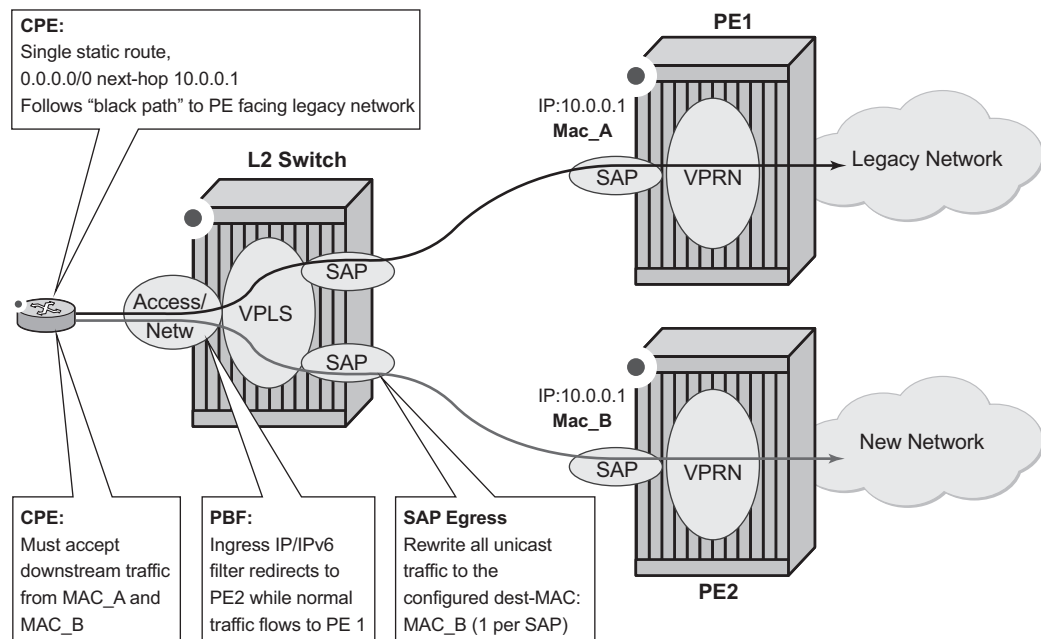 CPE:
Single static route,
0.0.0.0/0 next-hop 10.0.0.1
Follows “black path” to PE facing legacy network
PE1
IP:10.0.0.1
Mac_A
SAP
VPRN
Legacy Network
L2 Switch
SAP
Access/
Netw
VPLS
SAP
IP:10.0.0.1
Mac_B
SAP
VPRN
New Network
PE2
CPE:
Must accept
downstream traffic
from MAC_A and
MAC_B
PBF:
Ingress IP/IPv6
filter redirects to
PE2 while normal
traffic flows to PE 1
SAP Egress
Rewrite all unicast
traffic to the
configured dest-MAC:
MAC_B (1 per SAP)